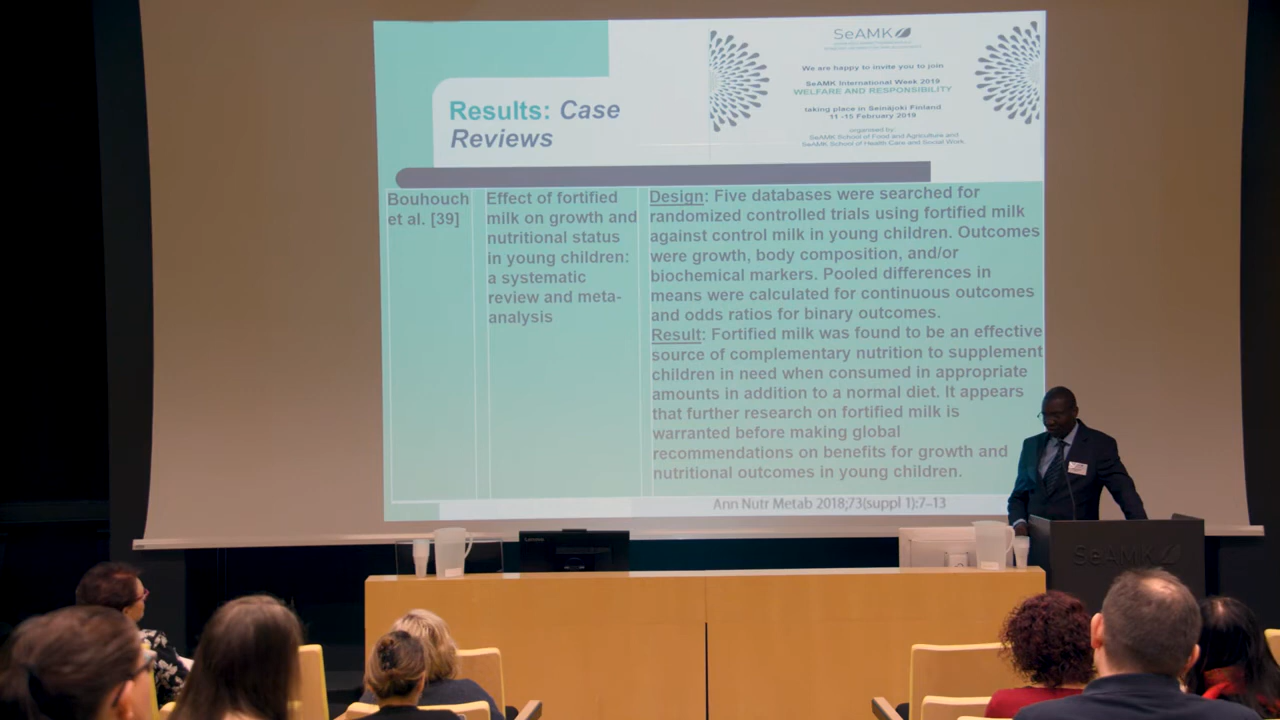 SeAMK
We are happy to invite you to join
SeAMK International Week 2019
WELFARE AND RESPONSIBILITY
taking place in Seinäjoki Finland
11 -15 February 2019
organised by
SeAMK School of Food and Agriculture and
SeAMK School of Health Care and Social Work
Results: Case
Reviews
Bouhouch
et al. [39]
Effect of fortified
milk on growth and
nutritional status
in young children:
a systematic
review and meta-
analysis
Design: Five databases were searched for
randomized controlled trials using fortified milk
against control milk in young children. Outcomes
were growth, body composition, and/or
biochemical markers. Pooled differences in
means were calculated for continuous outcomes
and odds ratios for binary outcomes.
Result: Fortified milk was found to be an effective
source of complementary nutrition to supplement
children in need when consumed in appropriate
amounts in addition to a normal diet. It appears
that further research on fortified milk is
warranted before making global
recommendations on benefits for growth and
nutritional outcomes in young children.
Ann Nutr Metab 2018;73(suppl 1):7–13
Lenovo
SeAMK